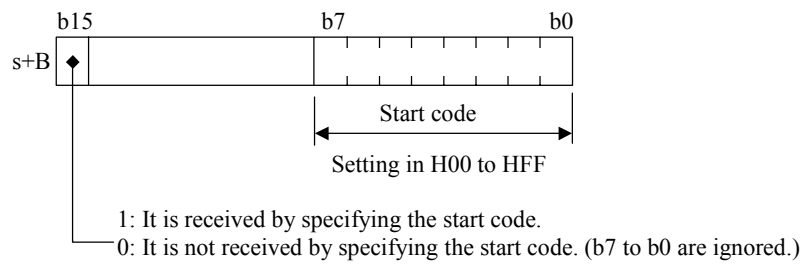 b15 b7 b0
s+B
Start code
Setting in H00 to HFF
1: It is received by specifying the start code.
0: It is not received by specifying the start code. (b7 to b0 are ignored.)